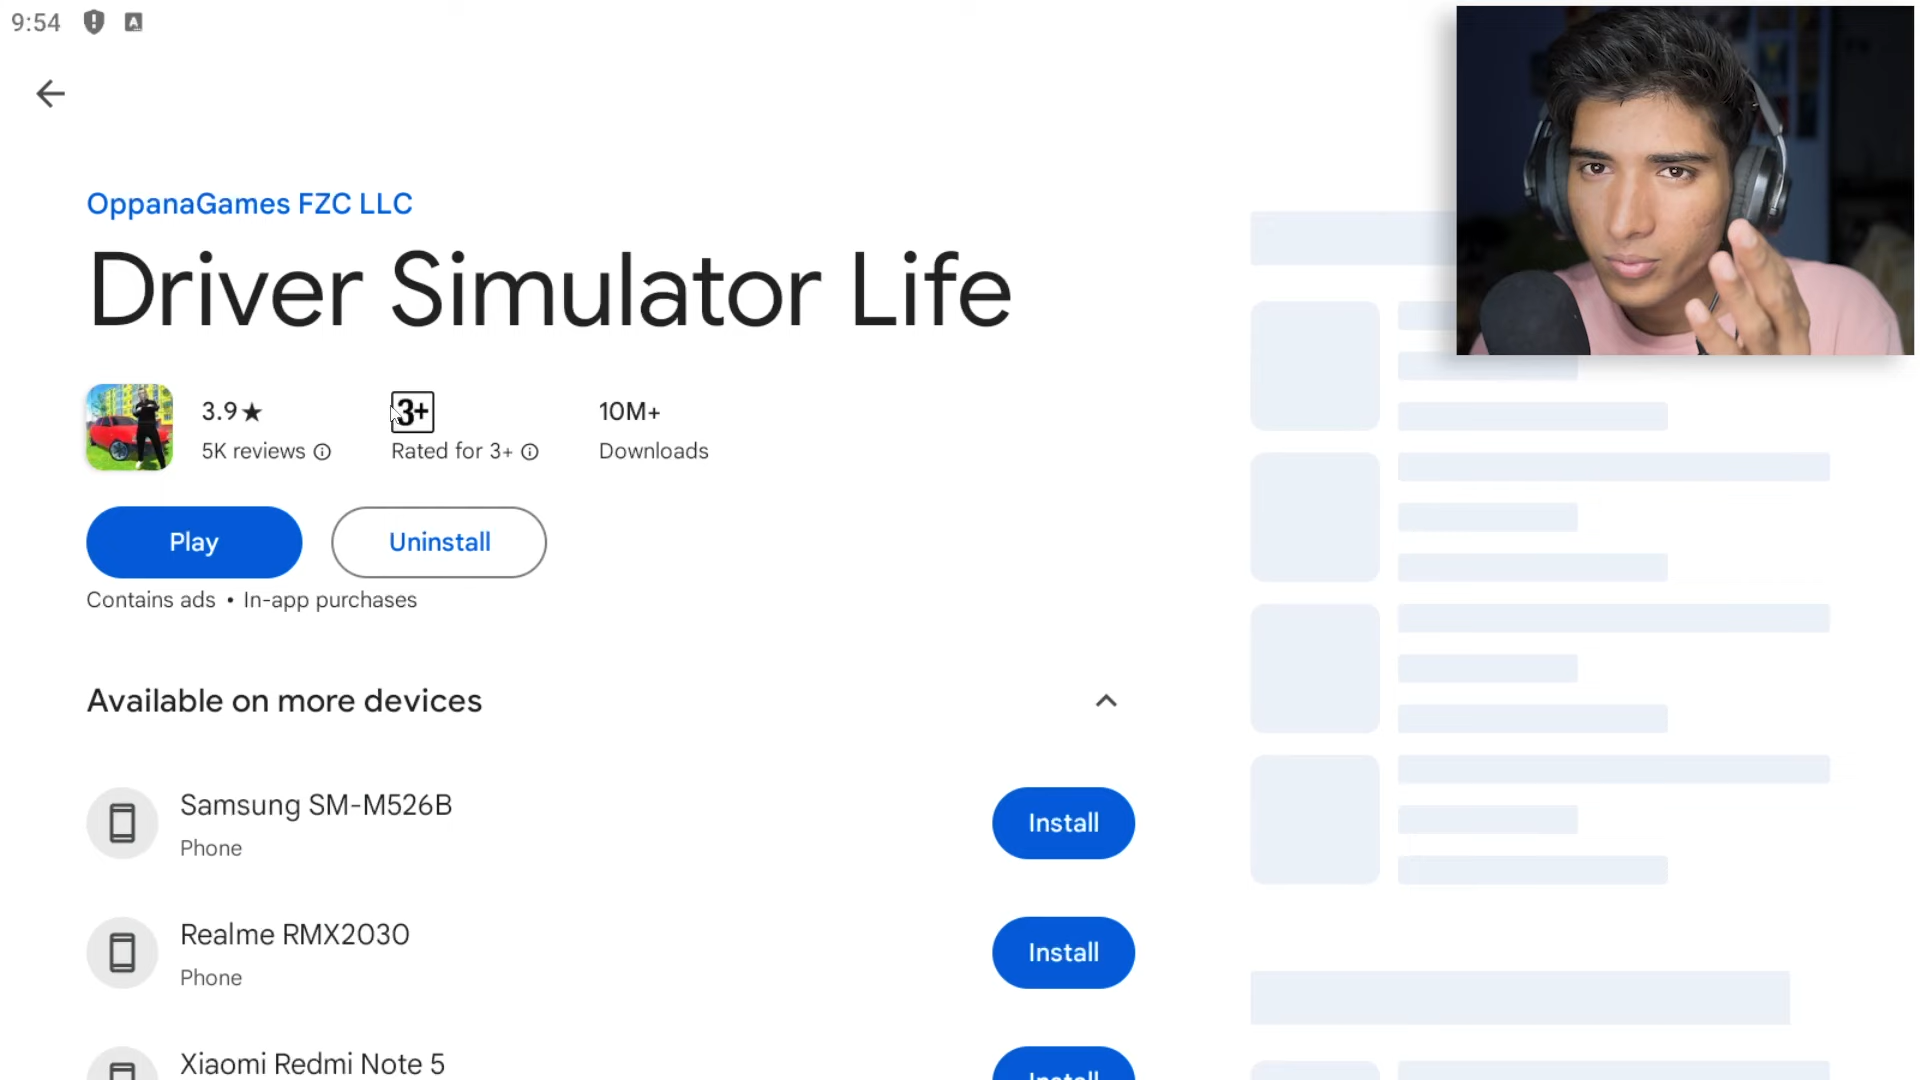 9:54
OppanaGames FZC LLC
Driver Simulator Life
3.9★
5K reviews
3+
Rated for 3+
10M+
Downloads
Play
Uninstall
Contains ads • In-app purchases
Available on more devices
Samsung SM-M526B
Phone
Install
Realme RMX2030
Phone
Install
Xiaomi Redmi Note 5
Install